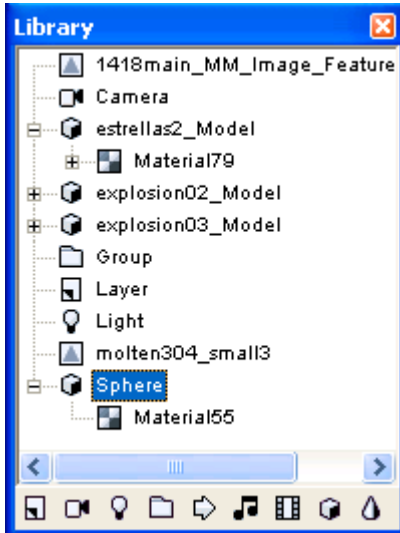 Library
1418main_MM_Image_Feature
Camera
estrellas2_Model
Material79
explosion02_Model
explosion03_Model
Group
Layer
Light
molten304_small3
Sphere
Material55